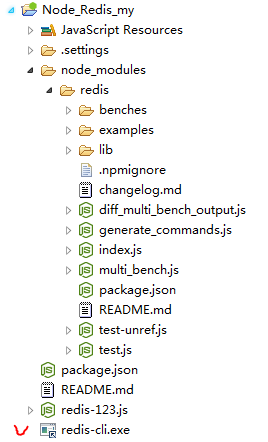 Node_Redis_my
JavaScript Resources
.settings
node_modules
redis
benches
examples
lib
.npmignore
changelog.md
diff_multi_bench_output.js
generate_commands.js
index.js
multi_bench.js
package.json
README.md
test-unref.js
test.js
package.json
README.md
redis-123.js
redis-cli.exe